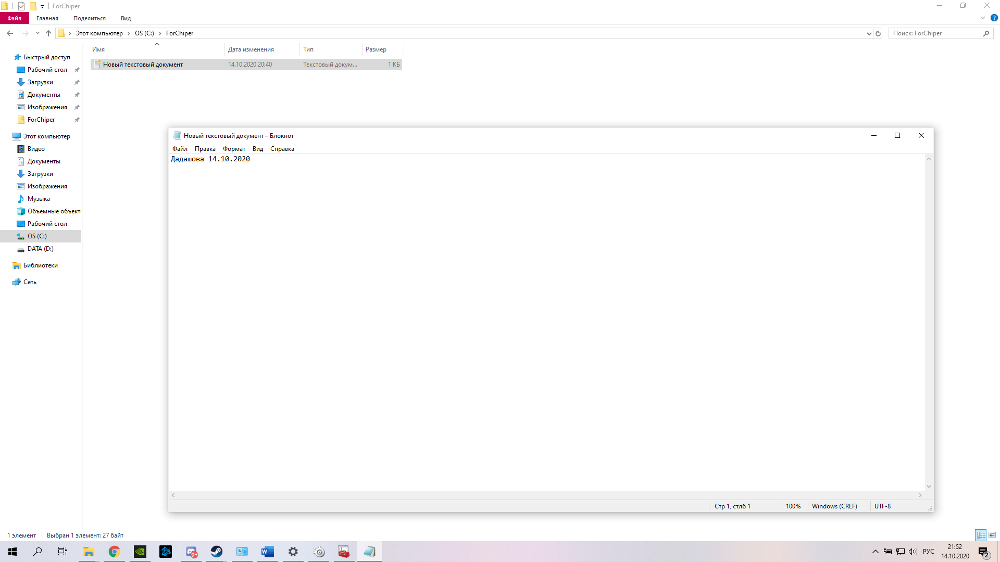 ForChiper
Файл Главная Поделиться Вид
Этот компьютер OS (C:) ForChiper
Поиск: ForChiper
Имя Дата изменения Тип Размер
Новый текстовый документ 14.10.2020 20:40 Текстовый докум... 1 КБ
Быстрый доступ
Рабочий стол
Загрузки
Документы
Изображения
ForChiper
Этот компьютер
Видео
Документы
Загрузки
Изображения
Музыка
Объемные объекты
Рабочий стол
OS (C:)
DATA (D:)
Библиотеки
Сеть
Новый текстовый документ – Блокнот
Файл Правка Формат Вид Справка
Дадашова 14.10.2020
Стр 1, стлб 1 100% Windows (CRLF) UTF-8
1 элемент Выбран 1 элемент: 27 байт
9+
РУС
21:52
14.10.2020
2